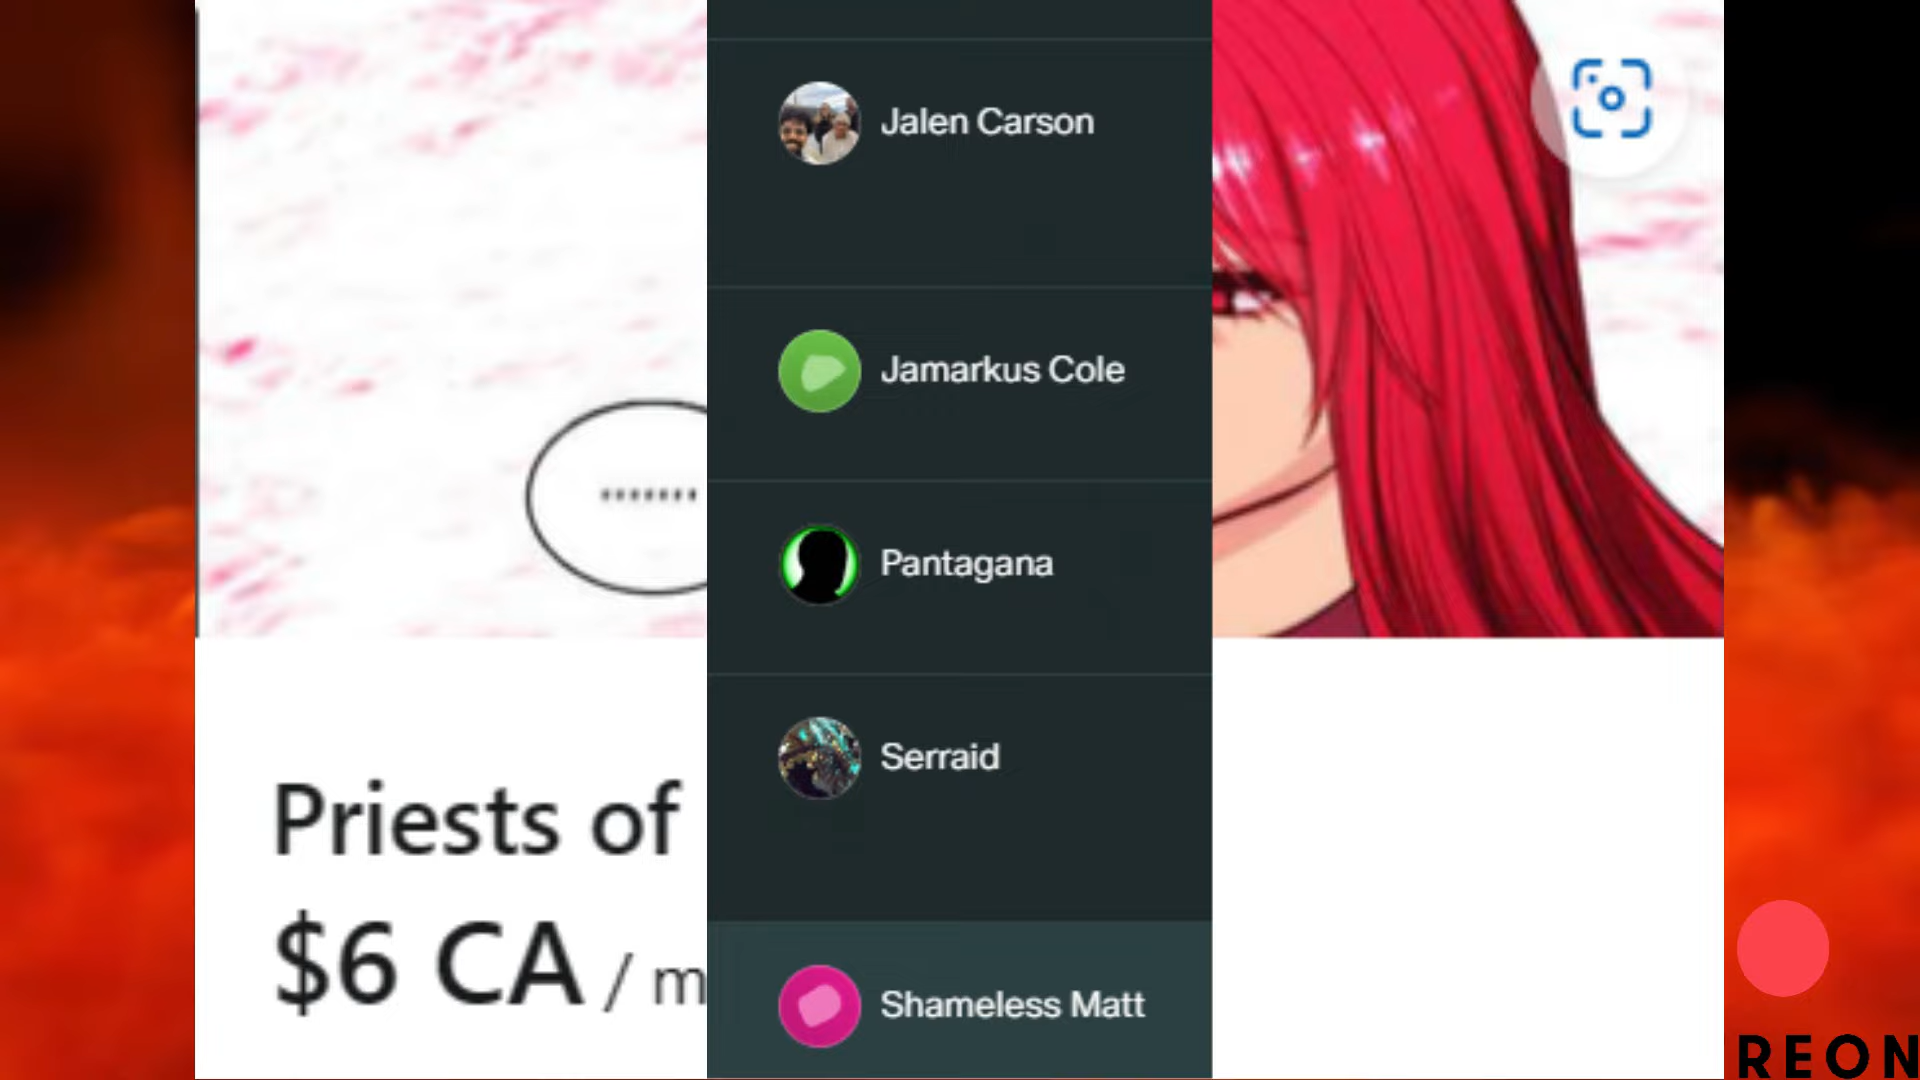 Jalen Carson
Jamarkus Cole
.......
Pantagana
Serraid
Priests of
$6 CA / m
Shameless Matt
REON